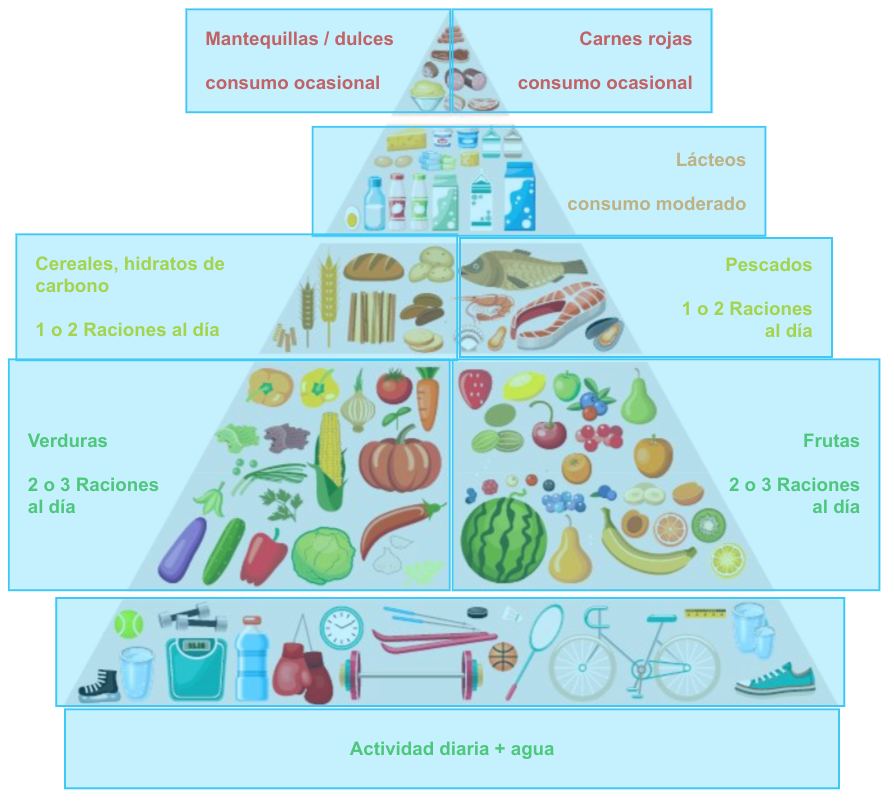 Mantequillas / dulces
consumo ocasional
Carnes rojas
consumo ocasional
Lácteos
consumo moderado
Cereales, hidratos de
carbono
1 o 2 Raciones al día
Pescados
1 o 2 Raciones
al día
Verduras
2 o 3 Raciones
al día
Frutas
2 o 3 Raciones
al día
Actividad diaria + agua